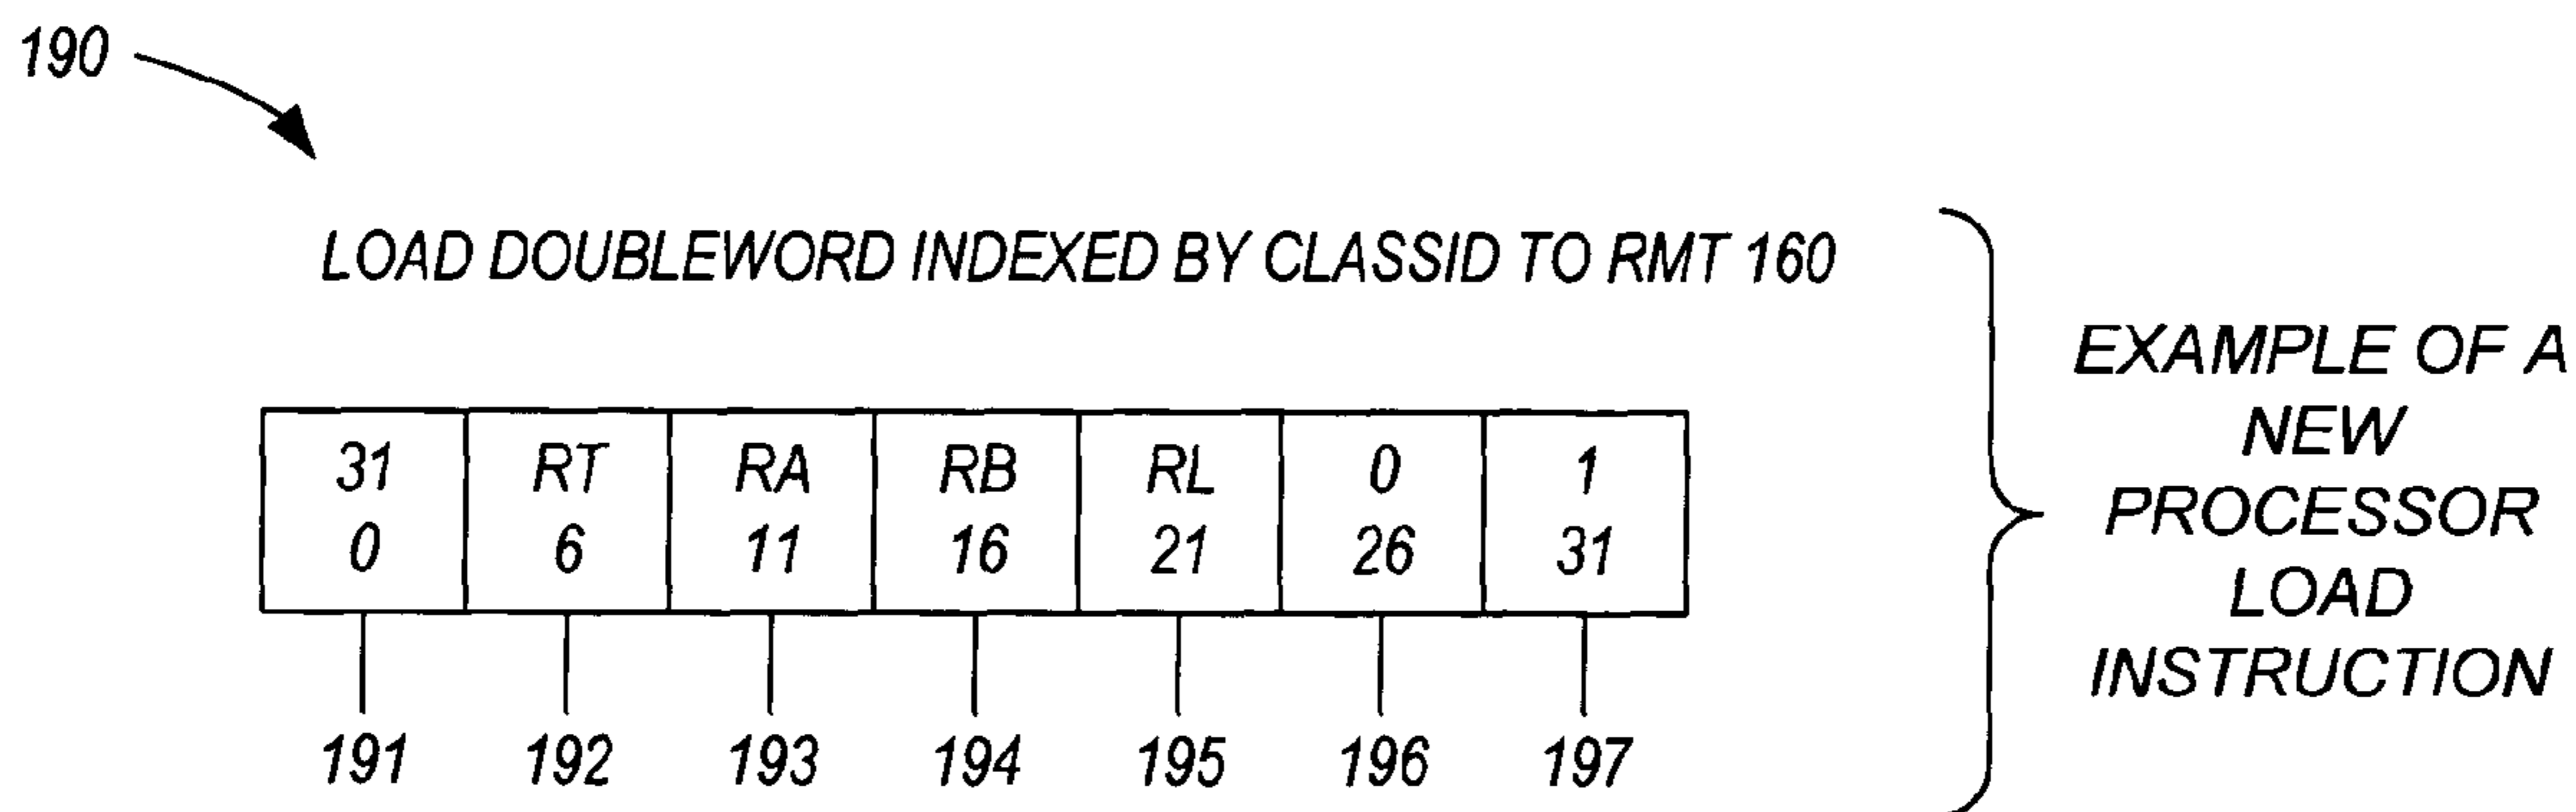 190
LOAD DOUBLEWORD INDEXED BY CLASSID TO RMT 160
31 RT RA RB RL 0 1
0 6 11 16 21 26 31
191 192 193 194 195 196 197
EXAMPLE OF A
NEW
PROCESSOR
LOAD
INSTRUCTION